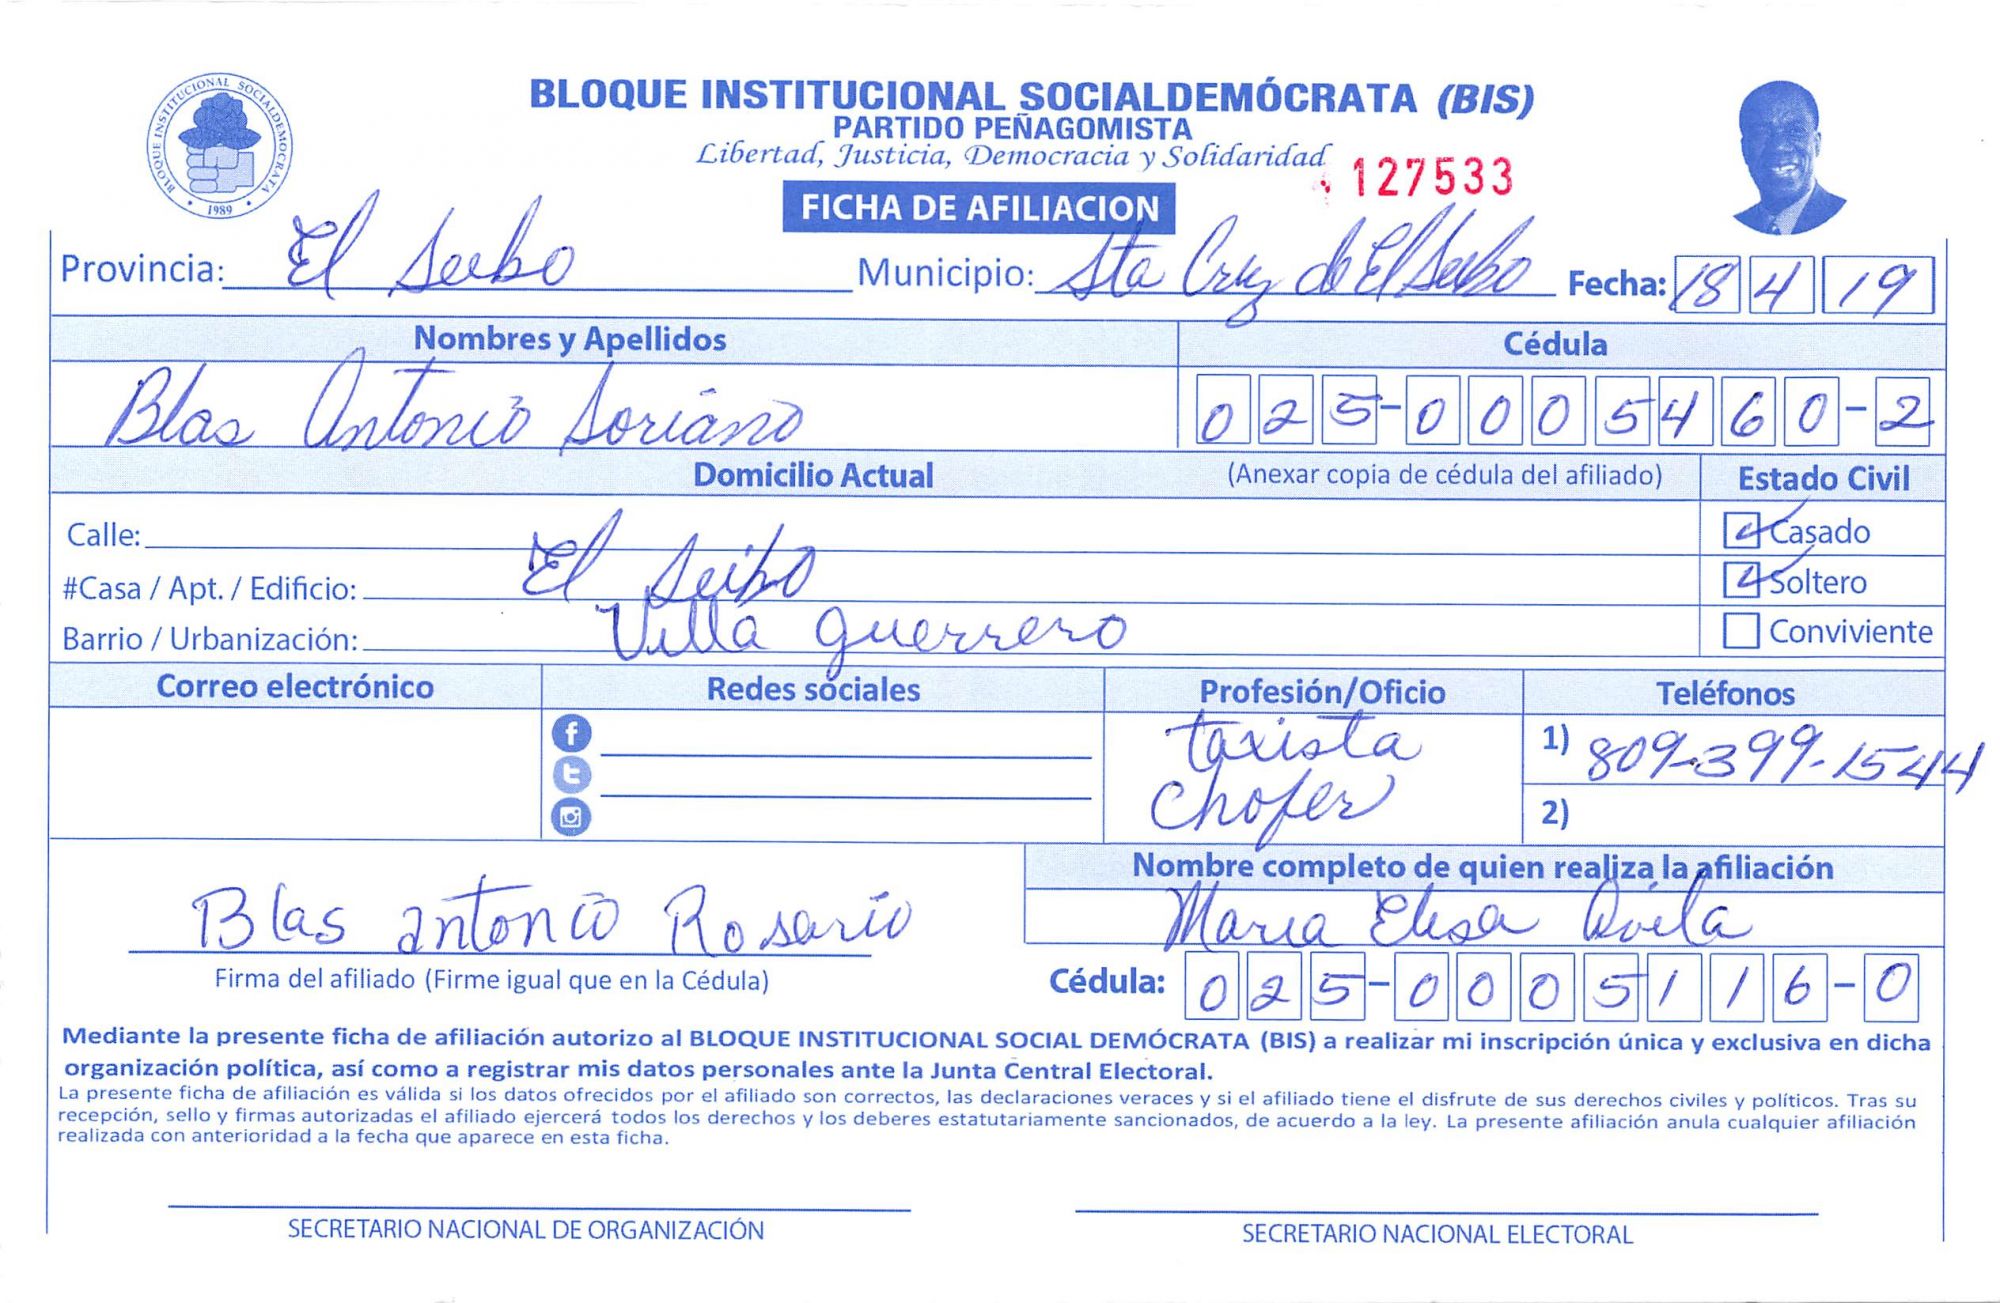 BLOQUE INSTITUCIONAL SOCIALDEMOCRATA
1989
BLOQUE INSTITUCIONAL SOCIALDEMÓCRATA (BIS)
PARTIDO PEÑAGOMISTA
Libertad, Justicia, Democracia y Solidaridad
127533
FICHA DE AFILIACION
Provincia: El Seibo Municipio: Sta Cruz de El Seibo Fecha: 18 4 19
Nombres y Apellidos Cédula
Blas Antonio Soriano 025-0005460-2
Domicilio Actual (Anexar copia de cédula del afiliado) Estado Civil
Calle: Casado
#Casa / Apt. / Edificio: El Seibo Soltero
Barrio / Urbanización: Villa guerrero Conviviente
Correo electrónico Redes sociales Profesión/Oficio Teléfonos
taxista 1) 809-399-1544
Chofer 2)
Nombre completo de quien realiza la afiliación
Blas antonio Rosario Maria Elisa Avila
Firma del afiliado (Firme igual que en la Cédula) Cédula: 025-0005116-0
Mediante la presente ficha de afiliación autorizo al BLOQUE INSTITUCIONAL SOCIAL DEMÓCRATA (BIS) a realizar mi inscripción única y exclusiva en dicha
organización política, así como a registrar mis datos personales ante la Junta Central Electoral.
La presente ficha de afiliación es válida si los datos ofrecidos por el afiliado son correctos, las declaraciones veraces y si el afiliado tiene el disfrute de sus derechos civiles y políticos. Tras su
recepción, sello y firmas autorizadas el afiliado ejercerá todos los derechos y los deberes estatutariamente sancionados, de acuerdo a la ley. La presente afiliación anula cualquier afiliación
realizada con anterioridad a la fecha que aparece en esta ficha.
SECRETARIO NACIONAL DE ORGANIZACIÓN SECRETARIO NACIONAL ELECTORAL